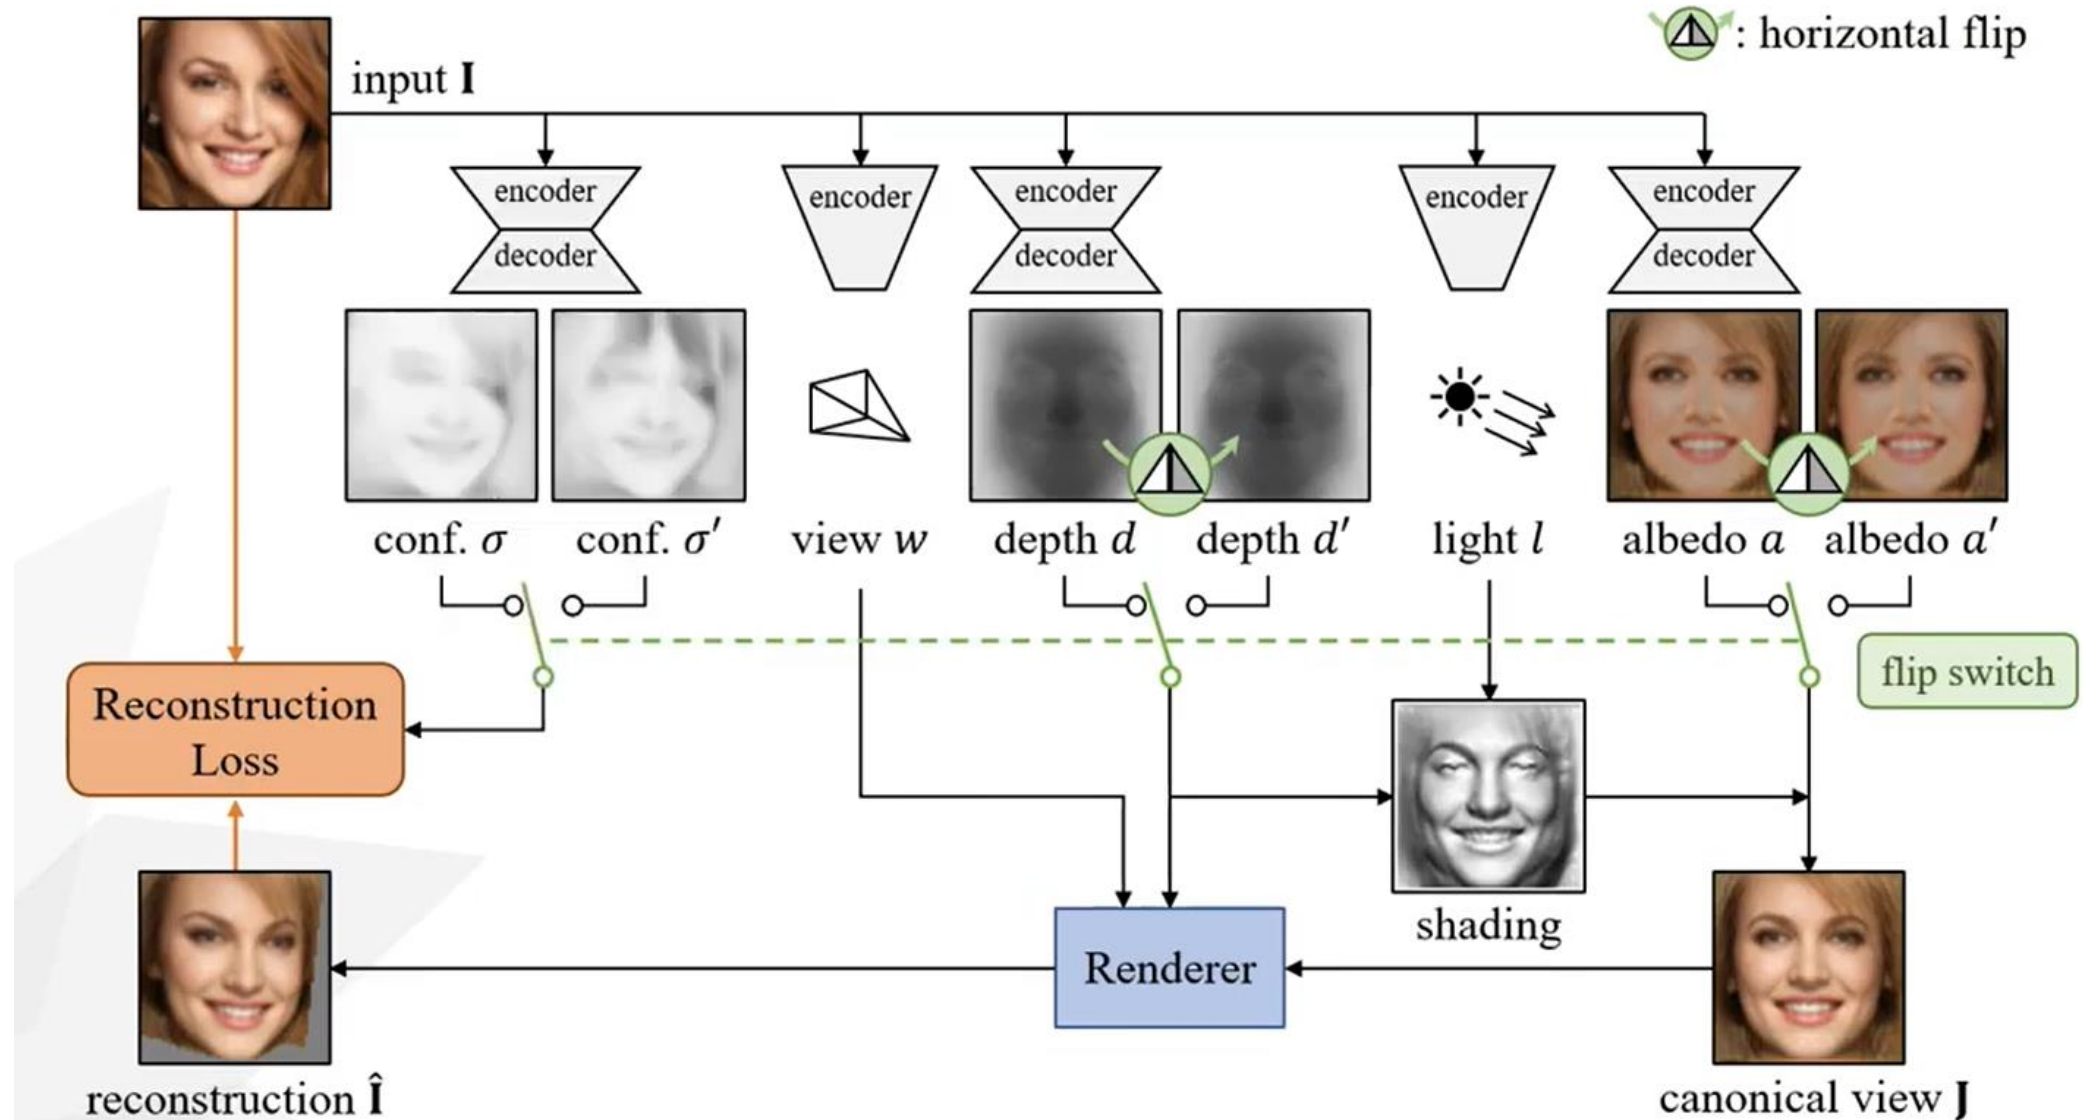 : horizontal flip
input I
encoder
decoder
encoder
encoder
decoder
encoder
encoder
decoder
conf. σ
conf. σ′
view w
depth d
depth d′
light l
albedo a
albedo a′
flip switch
Reconstruction
Loss
shading
Renderer
reconstruction Î
canonical view J